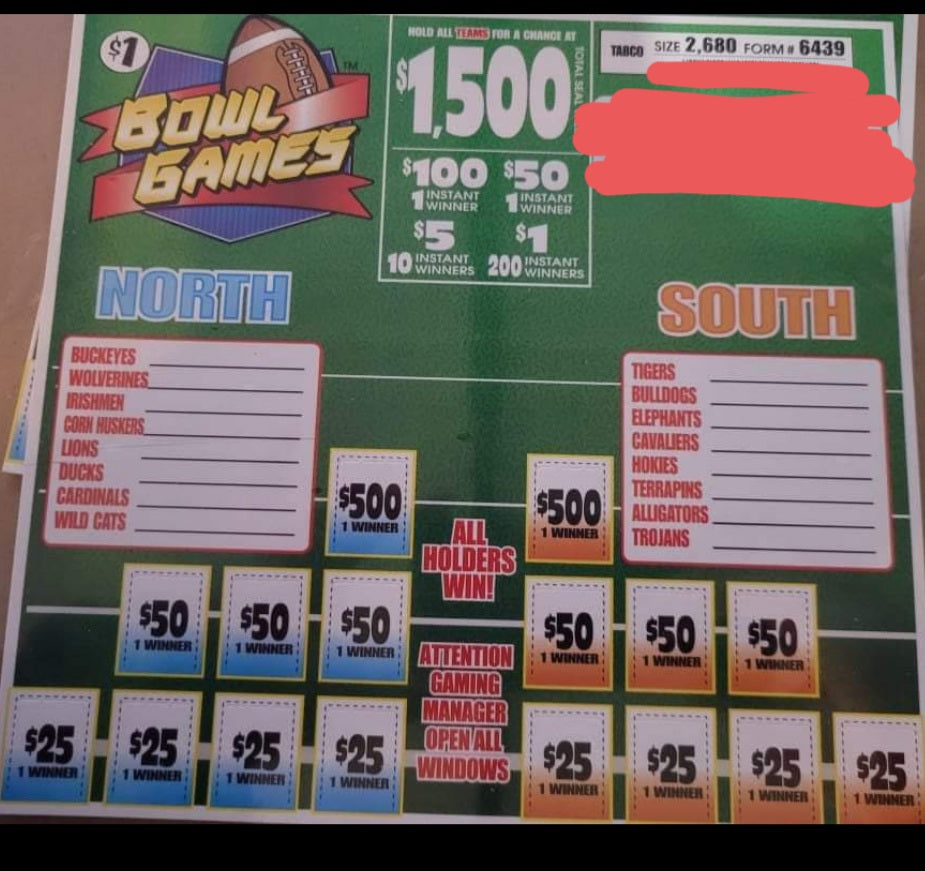 $1
BOWL
GAMES
TM
HOLD ALL TEAMS FOR A CHANCE AT
$1,500
TOTAL SEAL
$100
1 INSTANT WINNER
$50
1 INSTANT WINNER
$5
10 INSTANT WINNERS
$1
200 INSTANT WINNERS
TABCO SIZE 2,680 FORM # 6439
NORTH
BUCKEYES
WOLVERINES
IRISHMEN
CORN HUSKERS
LIONS
DUCKS
CARDINALS
WILD CATS
SOUTH
TIGERS
BULLDOGS
ELEPHANTS
CAVALIERS
HOKIES
TERRAPINS
ALLIGATORS
TROJANS
$500
1 WINNER
$500
1 WINNER
ALL
HOLDERS
WIN!
$50
1 WINNER
$50
1 WINNER
$50
1 WINNER
$50
1 WINNER
$50
1 WINNER
$50
1 WINNER
ATTENTION
GAMING
MANAGER
OPEN ALL
WINDOWS
$25
1 WINNER
$25
1 WINNER
$25
1 WINNER
$25
1 WINNER
$25
1 WINNER
$25
1 WINNER
$25
1 WINNER
$25
1 WINNER